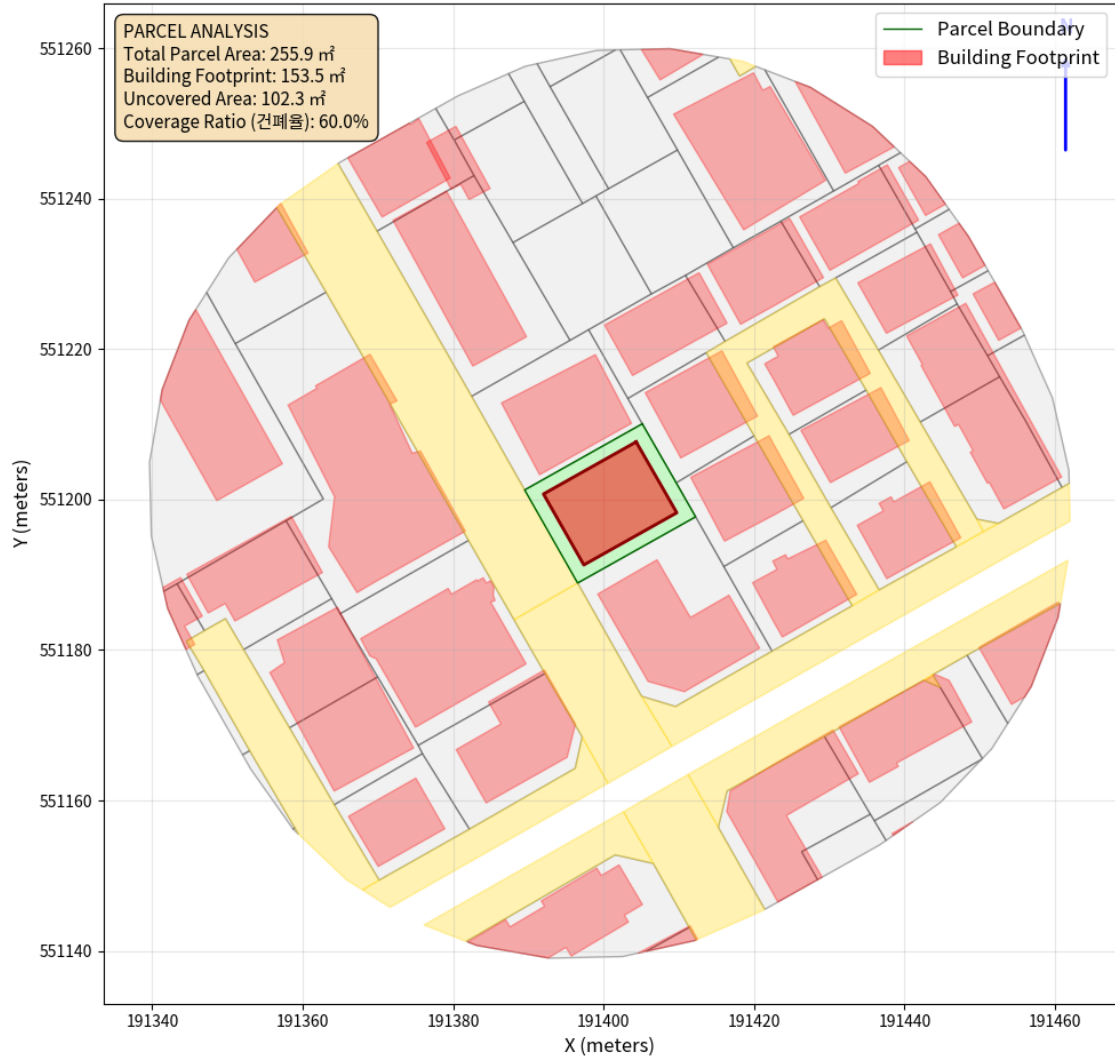 PARCEL ANALYSIS
Total Parcel Area: 255.9 ㎡
Building Footprint: 153.5 ㎡
Uncovered Area: 102.3 ㎡
Coverage Ratio (건폐율): 60.0%
Parcel Boundary
Building Footprint
N
551260
551240
551220
551200
551180
551160
551140
Y (meters)
191340
191360
191380
191400
191420
191440
191460
X (meters)